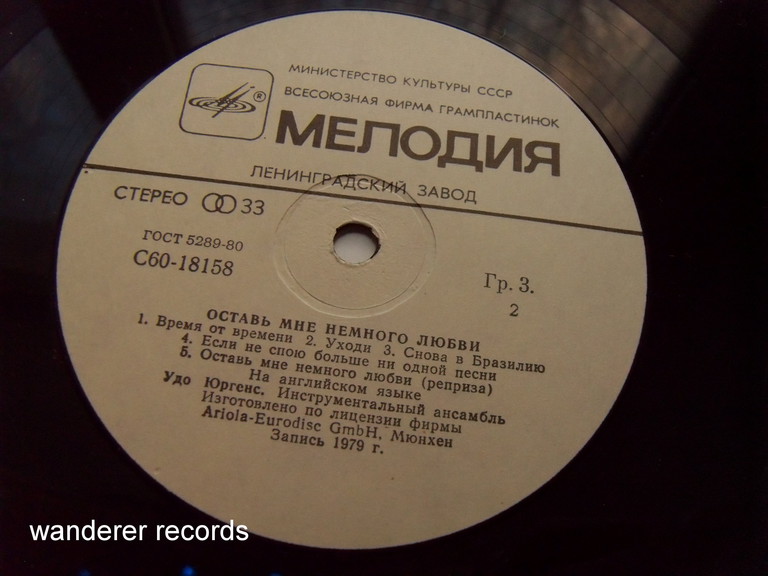 МИНИСТЕРСТВО КУЛЬТУРЫ СССР
ВСЕСОЮЗНАЯ ФИРМА ГРАМПЛАСТИНОК
® МЕЛОДИЯ
ЛЕНИНГРАДСКИЙ ЗАВОД
СТЕРЕО 33
ГОСТ 5289-80
С60-18158
Гр. 3.
2
ОСТАВЬ МНЕ НЕМНОГО ЛЮБВИ
1. Время от времени 2. Уходи 3. Снова в Бразилию
4. Если не спою больше ни одной песни
5. Оставь мне немного любви (реприза)
На английском языке
Удо Юргенс. Инструментальный ансамбль
Изготовлено по лицензии фирмы
Ariola-Eurodisc GmbH, Мюнхен
Запись 1979 г.
wanderer records